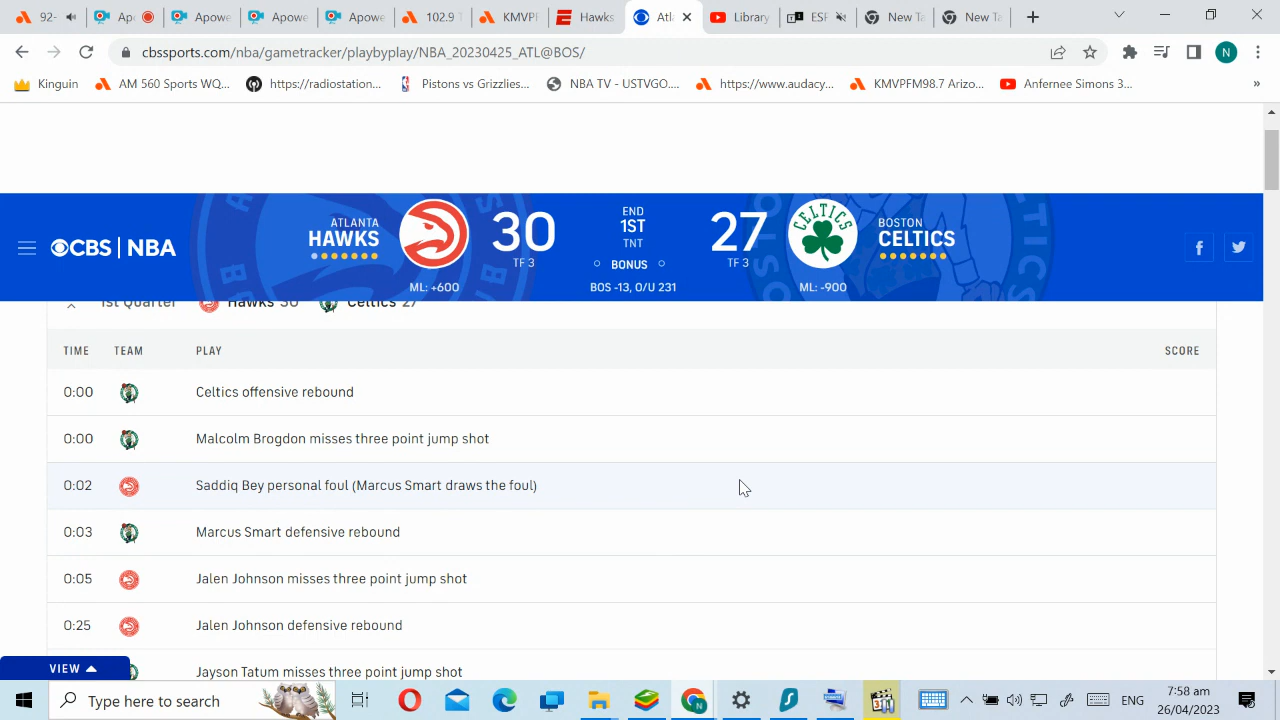 92-
Apo
Apowe
Apowe
Apowe
102.9 T
KMVPF
Hawks
Atla
Library
ESP
New Ta
New Ta
cbssports.com/nba/gametracker/playbyplay/NBA_20230425_ATL@BOS/
N
Kinguin
AM 560 Sports WQ...
https://radiostation...
Pistons vs Grizzlies...
NBA TV - USTVGO....
https://www.audacy...
KMVPFM98.7 Arizo...
Anfernee Simons 3...
»
CBS | NBA
ATLANTA
HAWKS
30
TF 3
ML: +600
END
1ST
TNT
BONUS
BOS -13, O/U 231
27
TF 3
CELTICS
BOSTON
CELTICS
ML: -900
1st Quarter Hawks 30 Celtics 27
TIME TEAM PLAY SCORE
0:00 Celtics offensive rebound
0:00 Malcolm Brogdon misses three point jump shot
0:02 Saddiq Bey personal foul (Marcus Smart draws the foul)
0:03 Marcus Smart defensive rebound
0:05 Jalen Johnson misses three point jump shot
0:25 Jalen Johnson defensive rebound
Jayson Tatum misses three point jump shot
VIEW
Type here to search
ENG
7:58 am
26/04/2023